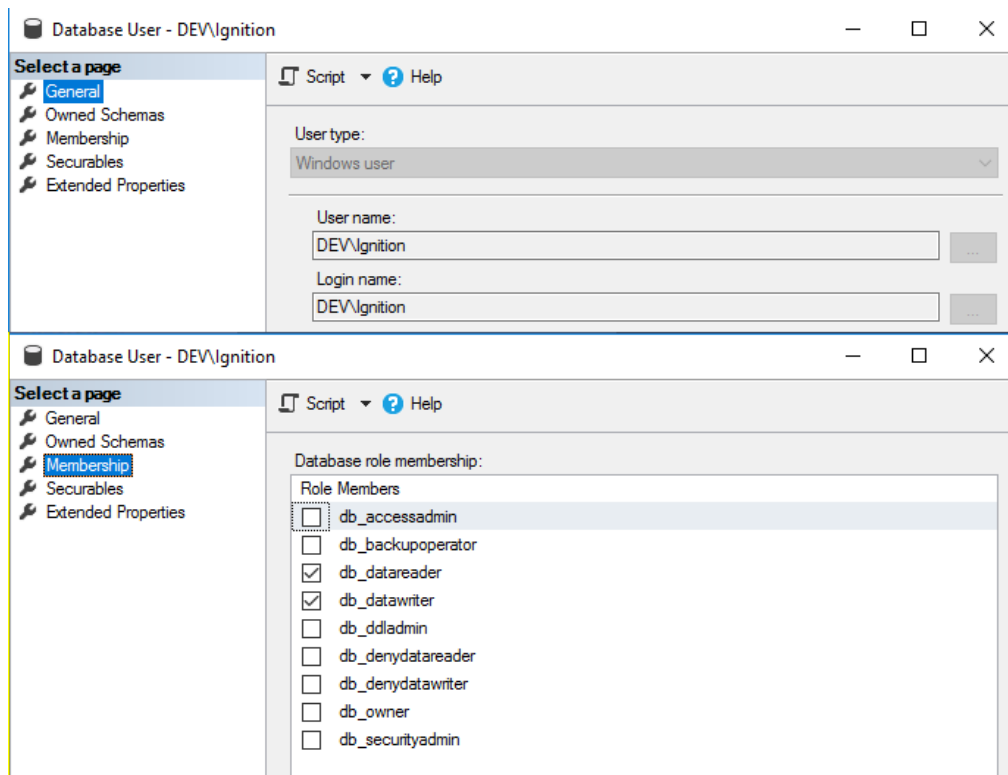 Database User - DEV\Ignition
Select a page
General
Owned Schemas
Membership
Securables
Extended Properties
Script
Help
User type:
Windows user
User name:
DEV\Ignition
...
Login name:
DEV\Ignition
...
Database User - DEV\Ignition
Select a page
General
Owned Schemas
Membership
Securables
Extended Properties
Script
Help
Database role membership:
Role Members
db_accessadmin
db_backupoperator
db_datareader
db_datawriter
db_ddladmin
db_denydatareader
db_denydatawriter
db_owner
db_securityadmin